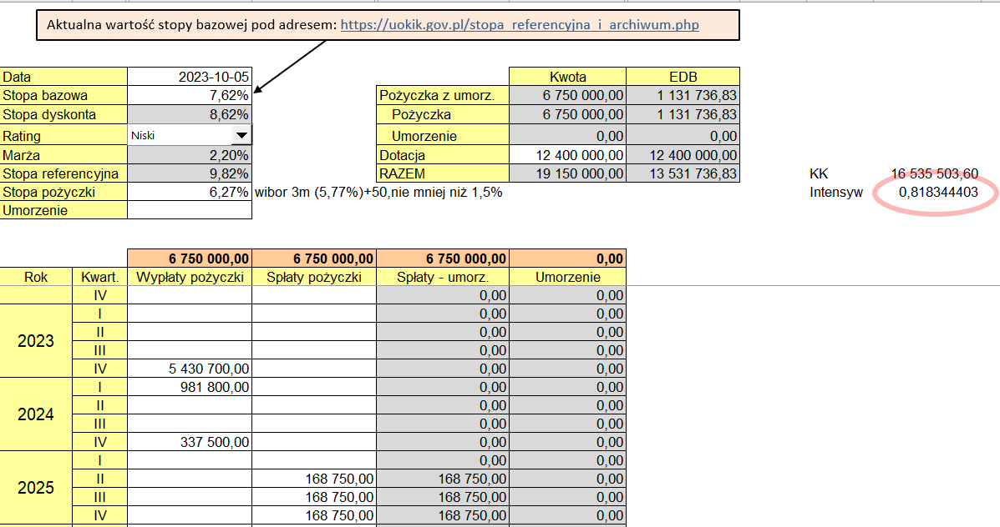 Aktualna wartość stopy bazowej pod adresem: https://uokik.gov.pl/stopa_referencyjna_i_archiwum.php
Data 2023-10-05 Kwota EDB
Stopa bazowa 7,62% Pożyczka z umorz. 6 750 000,00 1 131 736,83
Stopa dyskonta 8,62% Pożyczka 6 750 000,00 1 131 736,83
Rating Niski Umorzenie 0,00 0,00
Marża 2,20% Dotacja 12 400 000,00 12 400 000,00
Stopa referencyjna 9,82% RAZEM 19 150 000,00 13 531 736,83 KK 16 535 503,60
Stopa pożyczki 6,27% wibor 3m (5,77%)+50,nie mniej niż 1,5% Intensyw 0,818344403
Umorzenie
6 750 000,00 6 750 000,00 6 750 000,00 0,00
Rok Kwart. Wypłaty pożyczki Spłaty pożyczki Spłaty - umorz. Umorzenie
IV 0,00 0,00
2023 I 0,00 0,00
II 0,00 0,00
III 0,00 0,00
IV 5 430 700,00 0,00 0,00
2024 I 981 800,00 0,00 0,00
II 0,00 0,00
III 0,00 0,00
IV 337 500,00 0,00 0,00
2025 I 0,00 0,00
II 168 750,00 168 750,00 0,00
III 168 750,00 168 750,00 0,00
IV 168 750,00 168 750,00 0,00